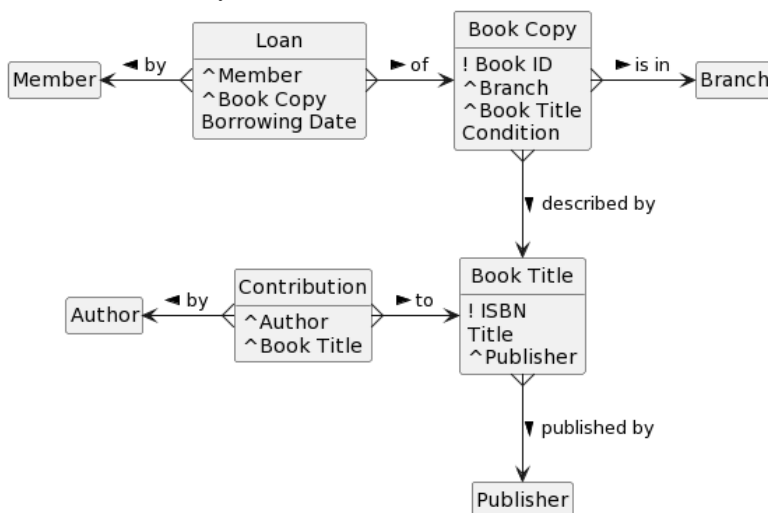 Member
by
Loan
^Member
^Book Copy
Borrowing Date
of
Book Copy
! Book ID
^Branch
^Book Title
Condition
is in
Branch
described by
Author
by
Contribution
^Author
^Book Title
to
Book Title
! ISBN
Title
^Publisher
published by
Publisher